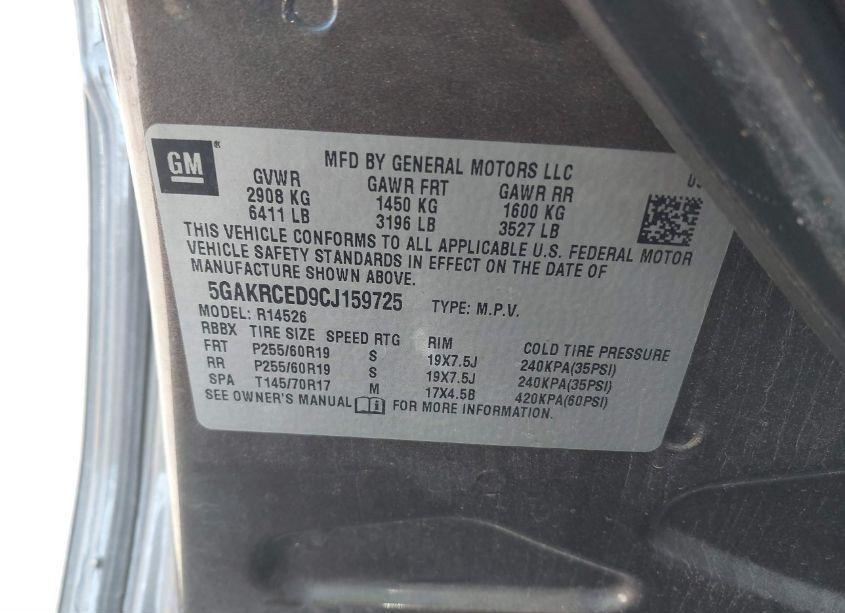 GM
MFD BY GENERAL MOTORS LLC
GVWR GAWR FRT GAWR RR
2908 KG 1450 KG 1600 KG
6411 LB 3196 LB 3527 LB
THIS VEHICLE CONFORMS TO ALL APPLICABLE U.S. FEDERAL MOTOR
VEHICLE SAFETY STANDARDS IN EFFECT ON THE DATE OF
MANUFACTURE SHOWN ABOVE.
5GAKRCED9CJ159725 TYPE: M.P.V.
MODEL: R14526
RBBX TIRE SIZE SPEED RTG RIM COLD TIRE PRESSURE
FRT P255/60R19 S 19X7.5J 240KPA(35PSI)
RR P255/60R19 S 19X7.5J 240KPA(35PSI)
SPA T145/70R17 M 17X4.5B 420KPA(60PSI)
SEE OWNER'S MANUAL FOR MORE INFORMATION.